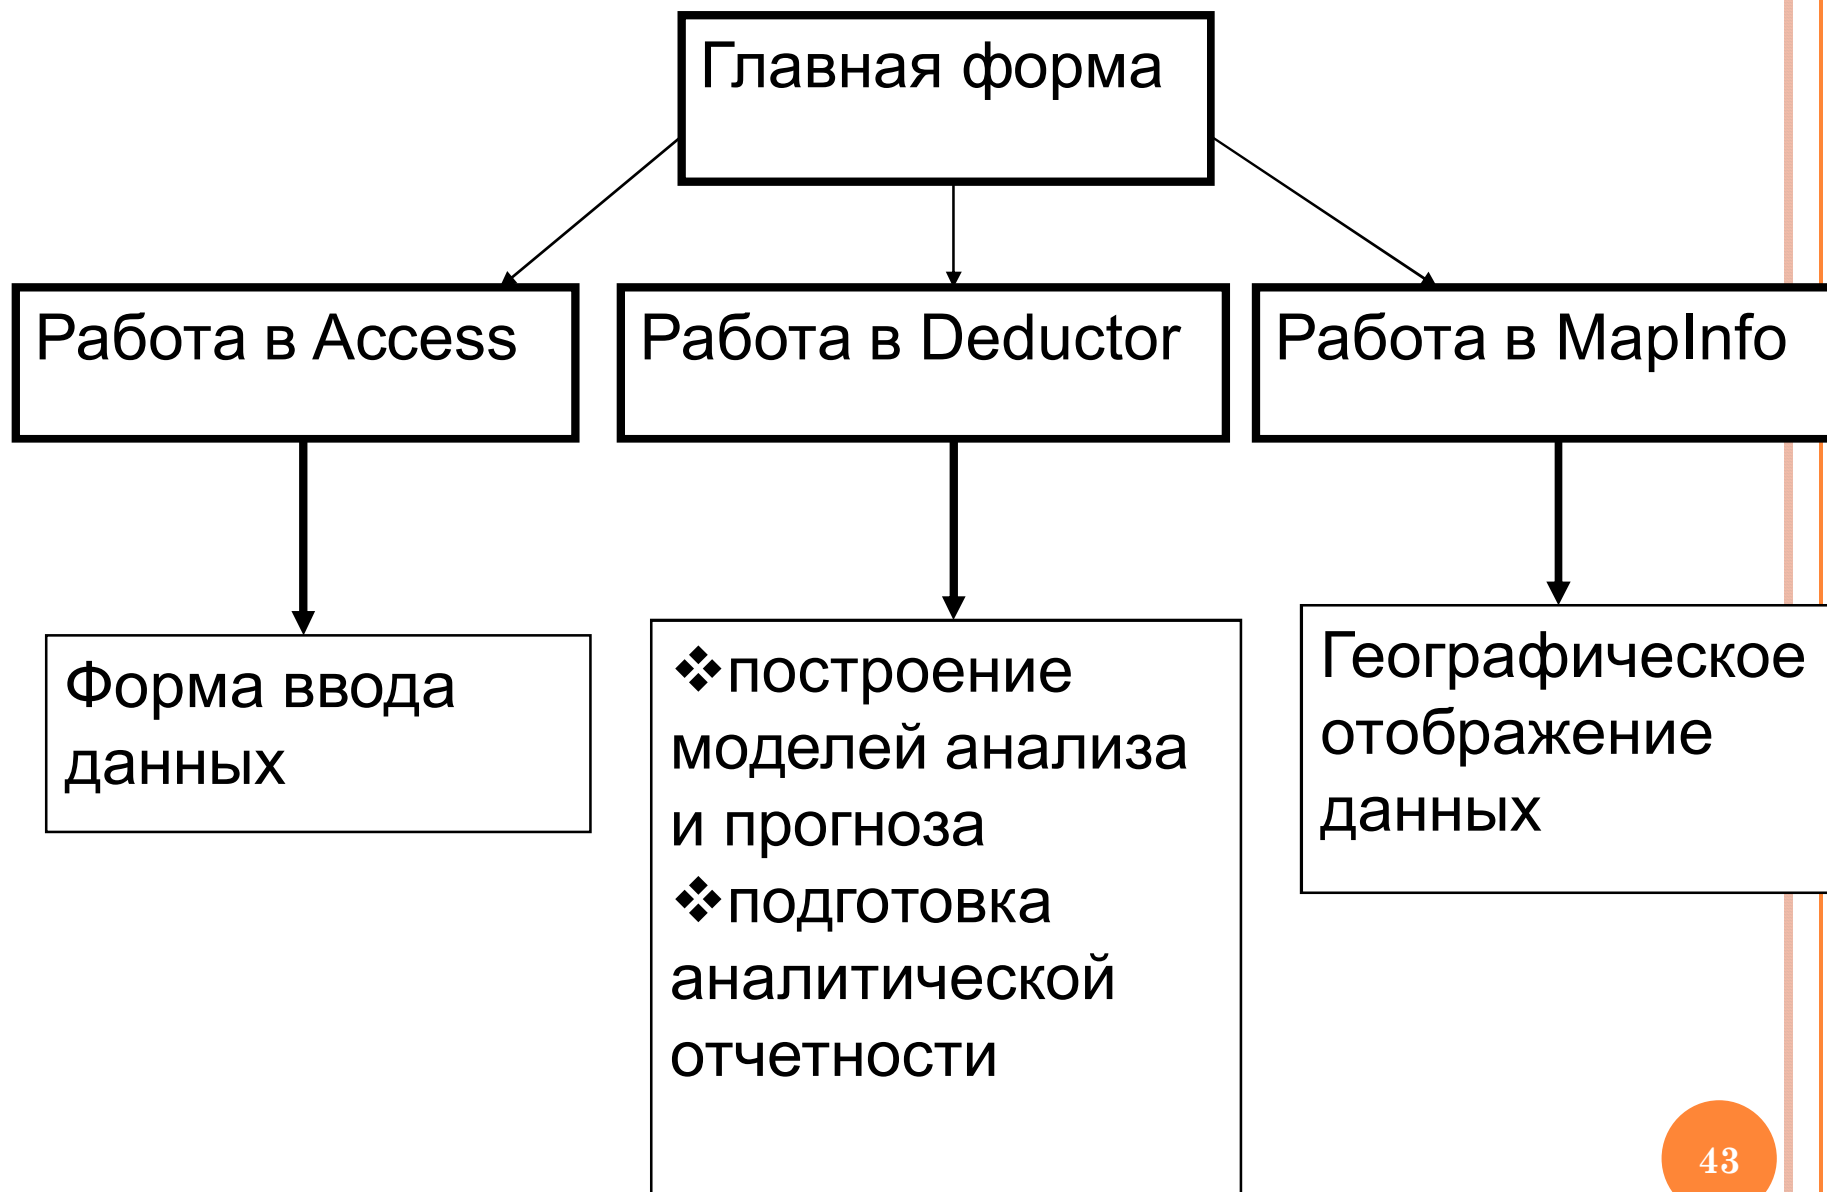 Главная форма
Работа в Access
Работа в Deductor
Работа в MapInfo
Форма ввода
данных
❖построение
моделей анализа
и прогноза
❖подготовка
аналитической
отчетности
Географическое
отображение
данных
43